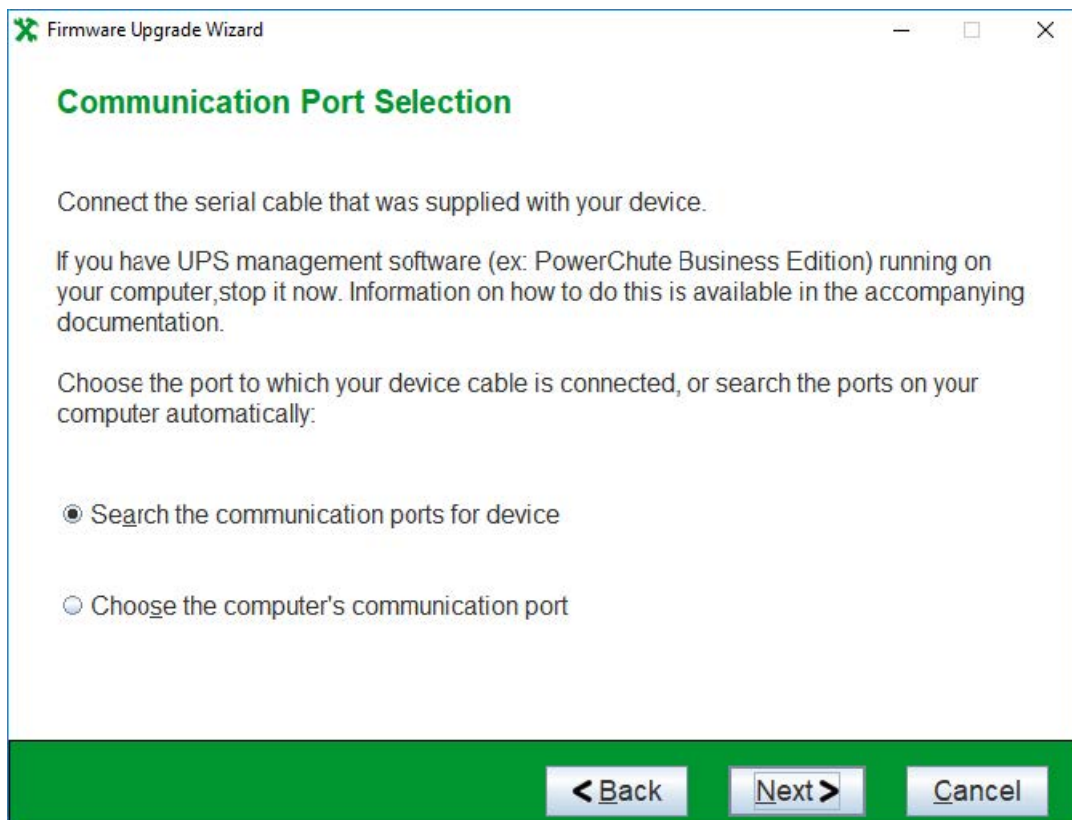 Firmware Upgrade Wizard
Communication Port Selection
Connect the serial cable that was supplied with your device.
If you have UPS management software (ex: PowerChute Business Edition) running on
your computer,stop it now. Information on how to do this is available in the accompanying
documentation.
Choose the port to which your device cable is connected, or search the ports on your
computer automatically:
Search the communication ports for device
Choose the computer's communication port
< Back Next > Cancel